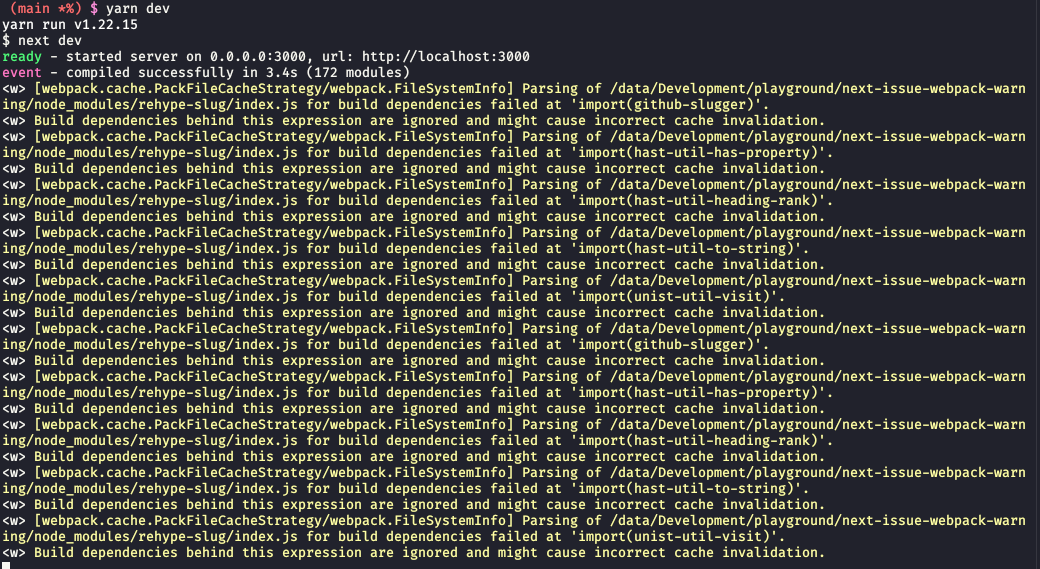 (main *%) $ yarn dev
yarn run v1.22.15
$ next dev
ready - started server on 0.0.0.0:3000, url: http://localhost:3000
event - compiled successfully in 3.4s (172 modules)
<w> [webpack.cache.PackFileCacheStrategy/webpack.FileSystemInfo] Parsing of /data/Development/playground/next-issue-webpack-warn
ing/node_modules/rehype-slug/index.js for build dependencies failed at 'import(github-slugger)'.
<w> Build dependencies behind this expression are ignored and might cause incorrect cache invalidation.
<w> [webpack.cache.PackFileCacheStrategy/webpack.FileSystemInfo] Parsing of /data/Development/playground/next-issue-webpack-warn
ing/node_modules/rehype-slug/index.js for build dependencies failed at 'import(hast-util-has-property)'.
<w> Build dependencies behind this expression are ignored and might cause incorrect cache invalidation.
<w> [webpack.cache.PackFileCacheStrategy/webpack.FileSystemInfo] Parsing of /data/Development/playground/next-issue-webpack-warn
ing/node_modules/rehype-slug/index.js for build dependencies failed at 'import(hast-util-heading-rank)'.
<w> Build dependencies behind this expression are ignored and might cause incorrect cache invalidation.
<w> [webpack.cache.PackFileCacheStrategy/webpack.FileSystemInfo] Parsing of /data/Development/playground/next-issue-webpack-warn
ing/node_modules/rehype-slug/index.js for build dependencies failed at 'import(hast-util-to-string)'.
<w> Build dependencies behind this expression are ignored and might cause incorrect cache invalidation.
<w> [webpack.cache.PackFileCacheStrategy/webpack.FileSystemInfo] Parsing of /data/Development/playground/next-issue-webpack-warn
ing/node_modules/rehype-slug/index.js for build dependencies failed at 'import(unist-util-visit)'.
<w> Build dependencies behind this expression are ignored and might cause incorrect cache invalidation.
<w> [webpack.cache.PackFileCacheStrategy/webpack.FileSystemInfo] Parsing of /data/Development/playground/next-issue-webpack-warn
ing/node_modules/rehype-slug/index.js for build dependencies failed at 'import(github-slugger)'.
<w> Build dependencies behind this expression are ignored and might cause incorrect cache invalidation.
<w> [webpack.cache.PackFileCacheStrategy/webpack.FileSystemInfo] Parsing of /data/Development/playground/next-issue-webpack-warn
ing/node_modules/rehype-slug/index.js for build dependencies failed at 'import(hast-util-has-property)'.
<w> Build dependencies behind this expression are ignored and might cause incorrect cache invalidation.
<w> [webpack.cache.PackFileCacheStrategy/webpack.FileSystemInfo] Parsing of /data/Development/playground/next-issue-webpack-warn
ing/node_modules/rehype-slug/index.js for build dependencies failed at 'import(hast-util-heading-rank)'.
<w> Build dependencies behind this expression are ignored and might cause incorrect cache invalidation.
<w> [webpack.cache.PackFileCacheStrategy/webpack.FileSystemInfo] Parsing of /data/Development/playground/next-issue-webpack-warn
ing/node_modules/rehype-slug/index.js for build dependencies failed at 'import(hast-util-to-string)'.
<w> Build dependencies behind this expression are ignored and might cause incorrect cache invalidation.
<w> [webpack.cache.PackFileCacheStrategy/webpack.FileSystemInfo] Parsing of /data/Development/playground/next-issue-webpack-warn
ing/node_modules/rehype-slug/index.js for build dependencies failed at 'import(unist-util-visit)'.
<w> Build dependencies behind this expression are ignored and might cause incorrect cache invalidation.